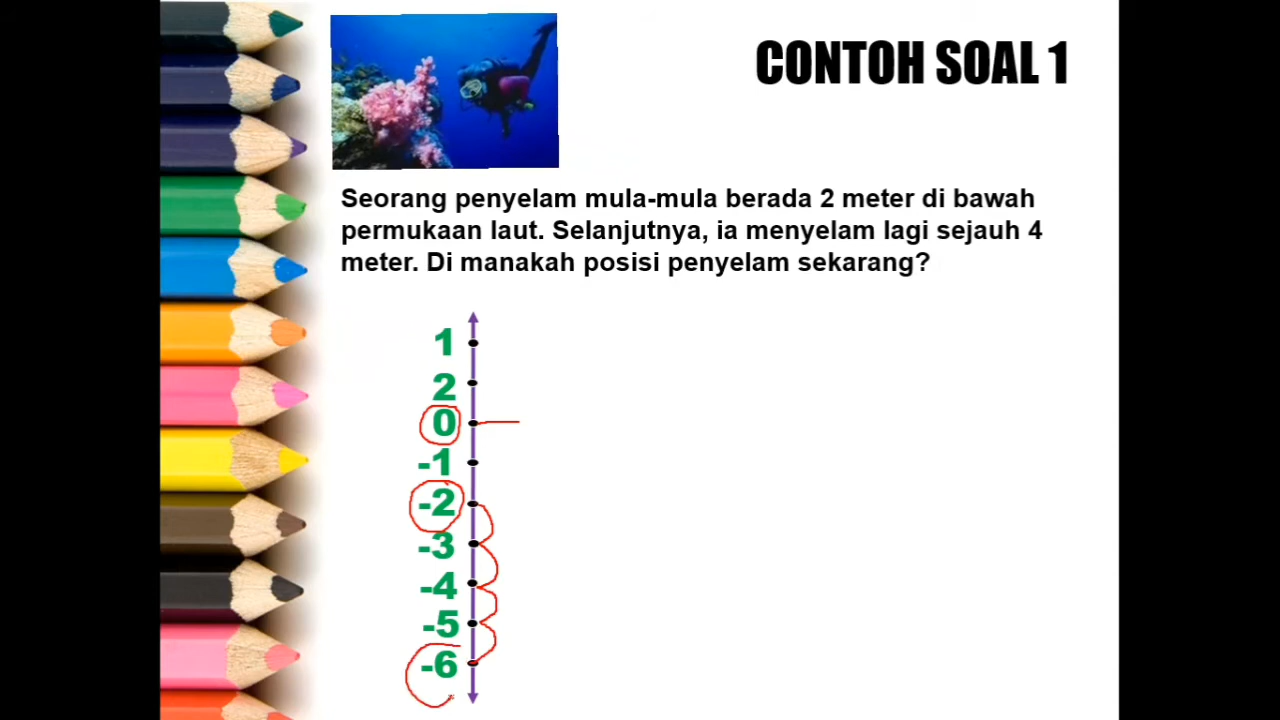 CONTOH SOAL 1
Seorang penyelam mula-mula berada 2 meter di bawah
permukaan laut. Selanjutnya, ia menyelam lagi sejauh 4
meter. Di manakah posisi penyelam sekarang?
1
2
0
-1
-2
-3
-4
-5
-6